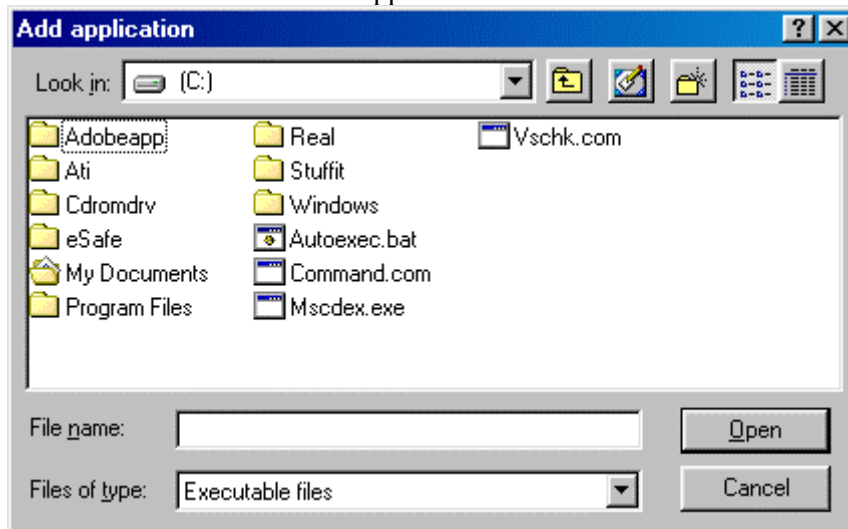 Add application
Look in: (C:)
Adobeapp Real Vschk.com
Ati Stuffit
Cdromdrv Windows
eSafe Autoexec.bat
My Documents Command.com
Program Files Mscdex.exe
File name: Open
Files of type: Executable files Cancel